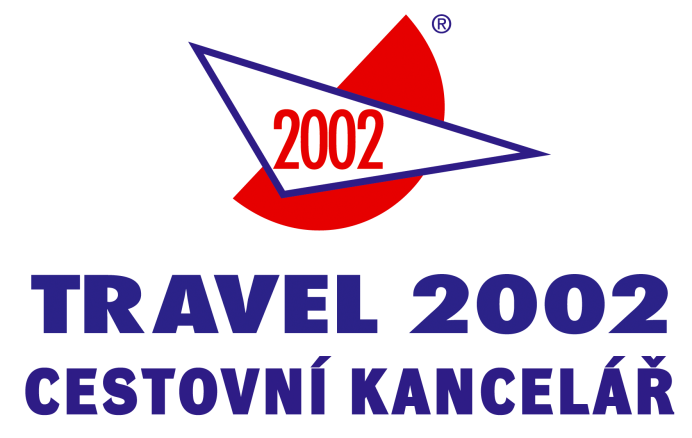 ®
2002
TRAVEL 2002
CESTOVNÍ KANCELÁŘ